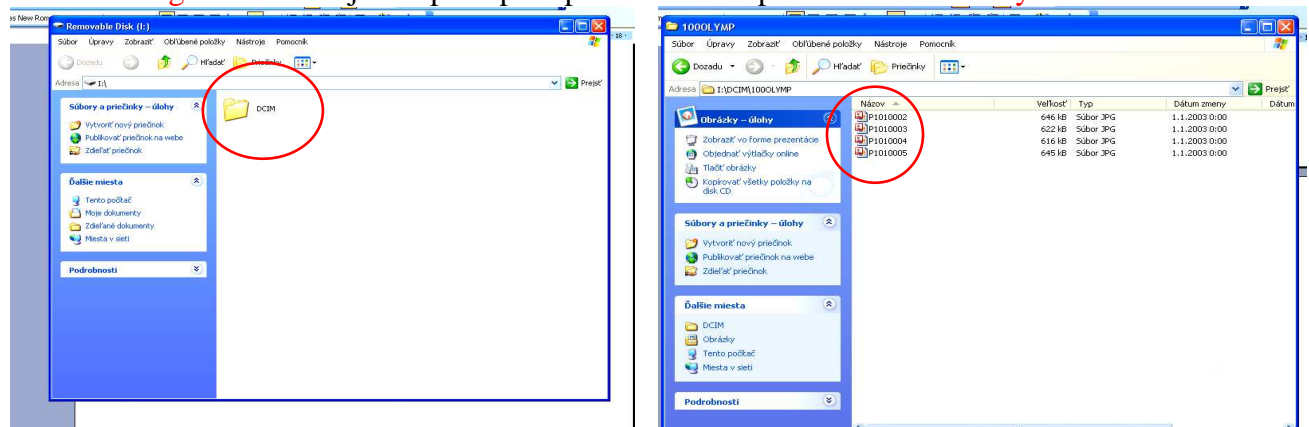 Removable Disk (I:)
Súbor Úpravy Zobraziť Obľúbené položky Nástroje Pomocník
Dozadu Hľadať Priečinky
Adresa I:\ Prejsť
Súbory a priečinky – úlohy
Vytvoriť nový priečinok
Publikovať priečinok na webe
Zdieľať priečinok
Ďalšie miesta
Tento počítač
Moje dokumenty
Zdieľané dokumenty
Miesta v sieti
Podrobnosti
DCIM
100OLYMP
Súbor Úpravy Zobraziť Obľúbené položky Nástroje Pomocník
Dozadu Hľadať Priečinky
Adresa I:\DCIM\100OLYMP Prejsť
Obrázky – úlohy
Zobraziť vo forme prezentácie
Objednať výtlačky online
Tlačiť obrázky
Kopírovať všetky položky na
disk CD
Súbory a priečinky – úlohy
Vytvoriť nový priečinok
Publikovať priečinok na webe
Zdieľať priečinok
Ďalšie miesta
DCIM
Obrázky
Tento počítač
Miesta v sieti
Podrobnosti
Názov Veľkosť Typ Dátum zmeny Dátum
P1010002 646 kB Súbor JPG 1.1.2003 0:00
P1010003 622 kB Súbor JPG 1.1.2003 0:00
P1010004 616 kB Súbor JPG 1.1.2003 0:00
P1010005 645 kB Súbor JPG 1.1.2003 0:00